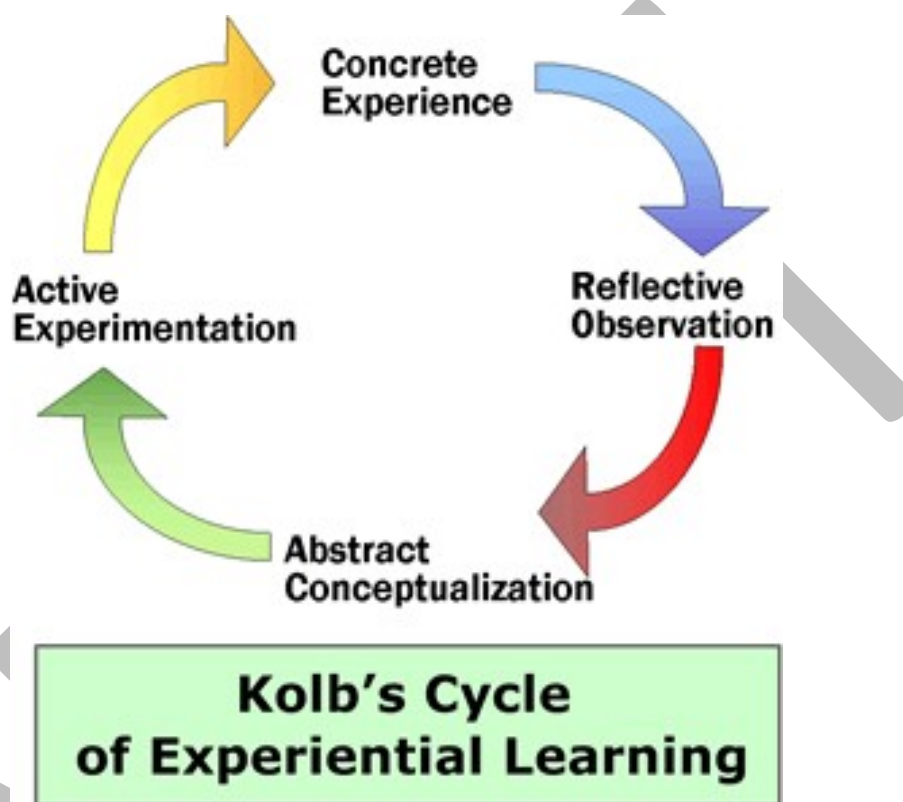 Concrete
Experience
Reflective
Observation
Abstract
Conceptualization
Active
Experimentation
Kolb's Cycle
of Experiential Learning